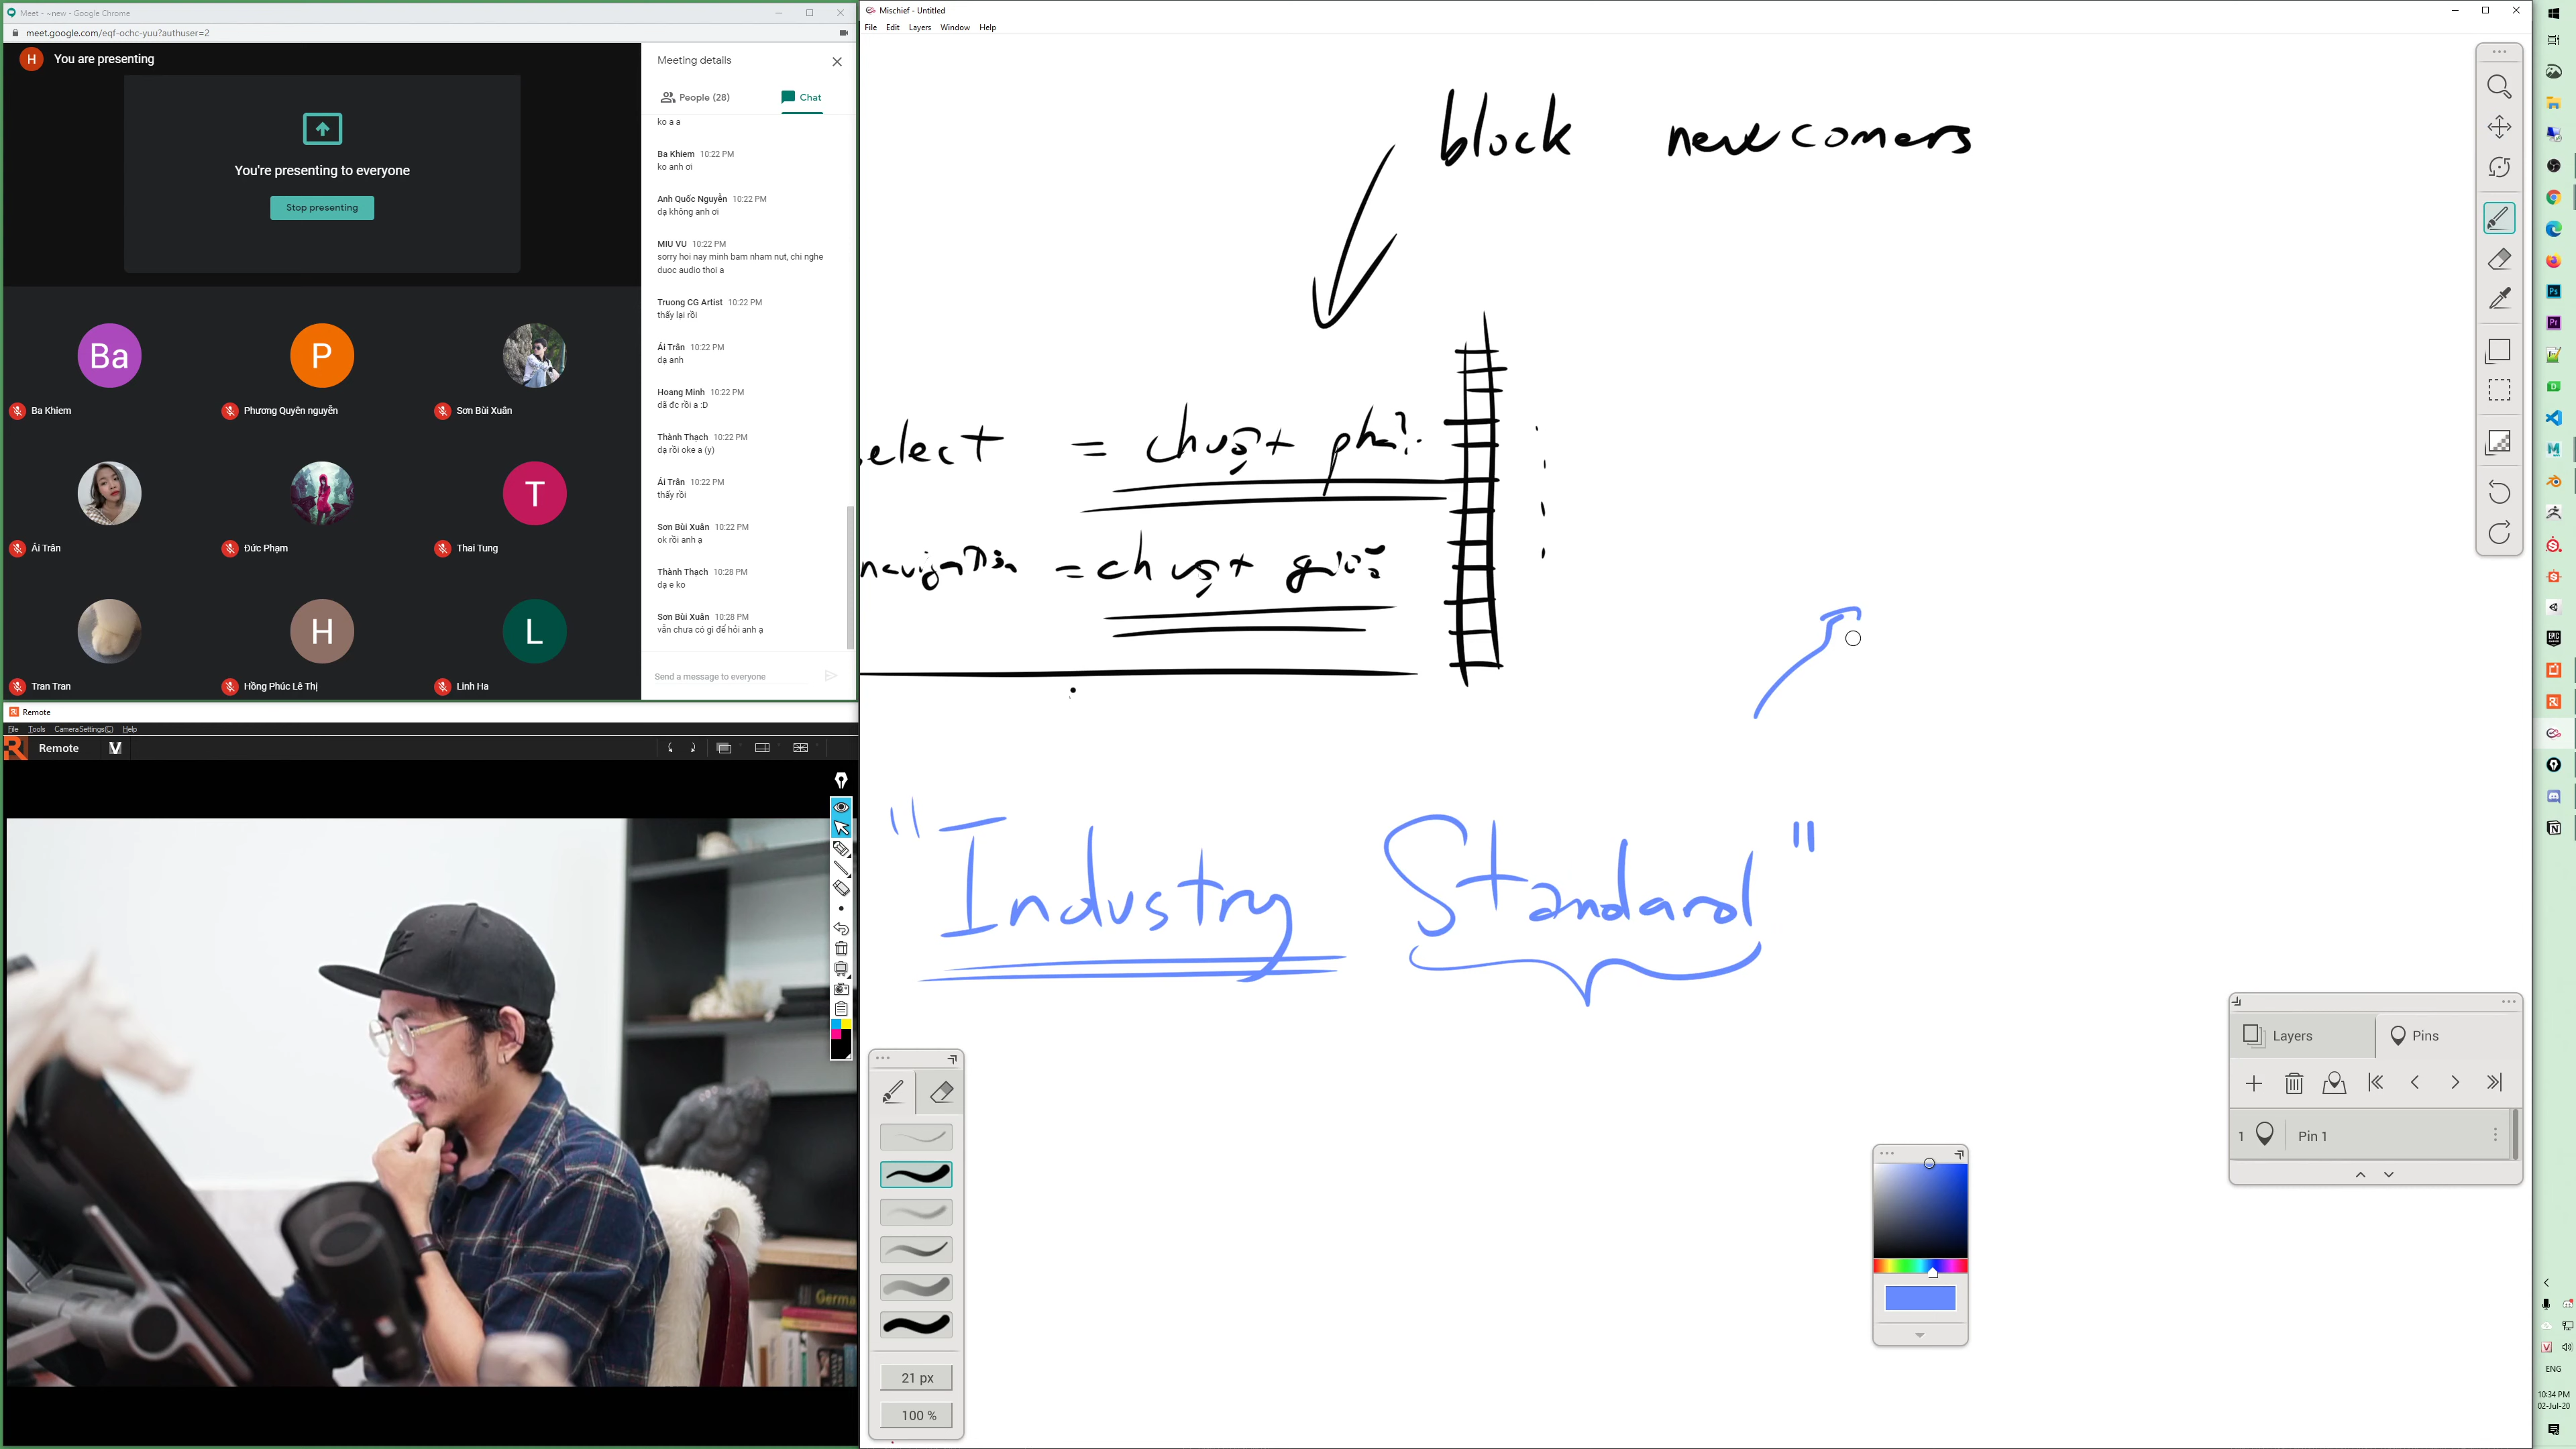 Meet - ~new - Google Chrome
meet.google.com/eqf-ochc-yuu?authuser=2
H You are presenting
You're presenting to everyone
Stop presenting
Ba
P
Ba Khiem
Phương Quyên nguyễn
Sơn Bùi Xuân
T
Ái Trân
Đức Phạm
Thai Tung
H
L
Tran Tran
Hồng Phúc Lê Thị
Linh Ha
Meeting details
People (28)
Chat
ko a a
Ba Khiem 10:22 PM
ko anh ơi
Anh Quốc Nguyễn 10:22 PM
dạ không anh ơi
MIU VU 10:22 PM
sorry hoi nay minh bam nham nut, chi nghe
duoc audio thoi a
Truong CG Artist 10:22 PM
thấy lại rồi
Ái Trân 10:22 PM
dạ anh
Hoang Minh 10:22 PM
dã đc rồi a :D
Thành Thạch 10:22 PM
dạ rồi oke a (y)
Ái Trân 10:22 PM
thấy rồi
Sơn Bùi Xuân 10:22 PM
ok rồi anh ạ
Thành Thạch 10:28 PM
dạ e ko
Sơn Bùi Xuân 10:28 PM
vẫn chưa có gì để hỏi anh ạ
Send a message to everyone
Remote
File Tools CameraSettings(C) Help
Remote
Germa
Mischief - Untitled
File Edit Layers Window Help
block newcomers
elect = chuột phải
navigation = chuột giữa
"Industry Standard"
21 px
100 %
Layers
Pins
1 Pin 1
Ps
Pr
EPIC
ENG
10:34 PM
02-Jul-20